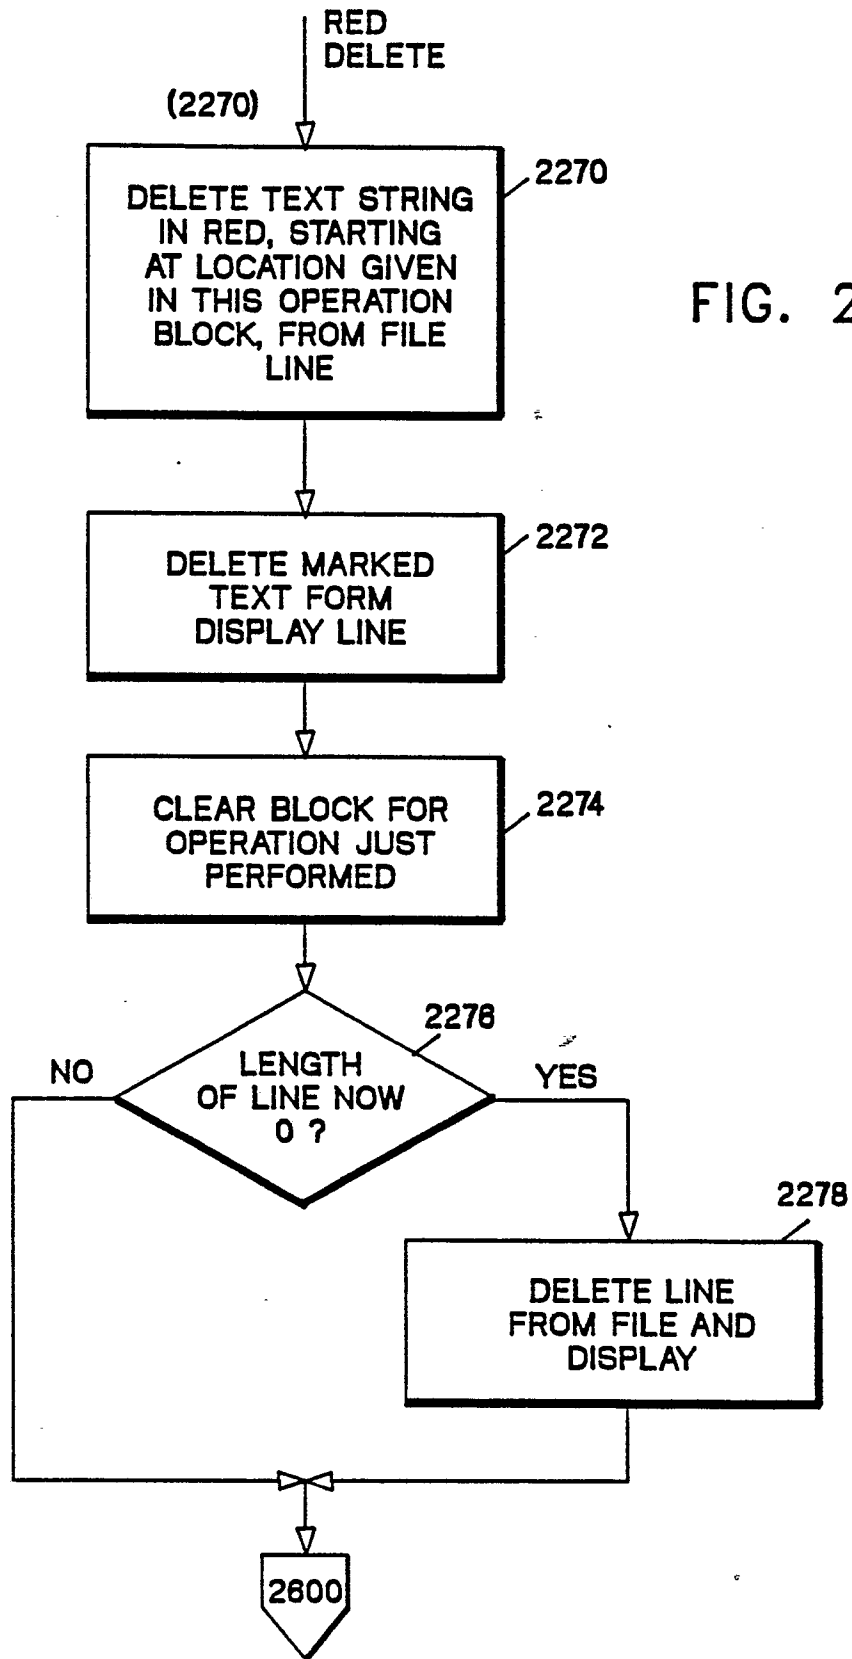 RED
DELETE
(2270)
2270
DELETE TEXT STRING
IN RED, STARTING
AT LOCATION GIVEN
IN THIS OPERATION
BLOCK, FROM FILE
LINE
FIG. 2
2272
DELETE MARKED
TEXT FORM
DISPLAY LINE
2274
CLEAR BLOCK FOR
OPERATION JUST
PERFORMED
2276
LENGTH
OF LINE NOW
0 ?
NO
YES
2278
DELETE LINE
FROM FILE AND
DISPLAY
2600